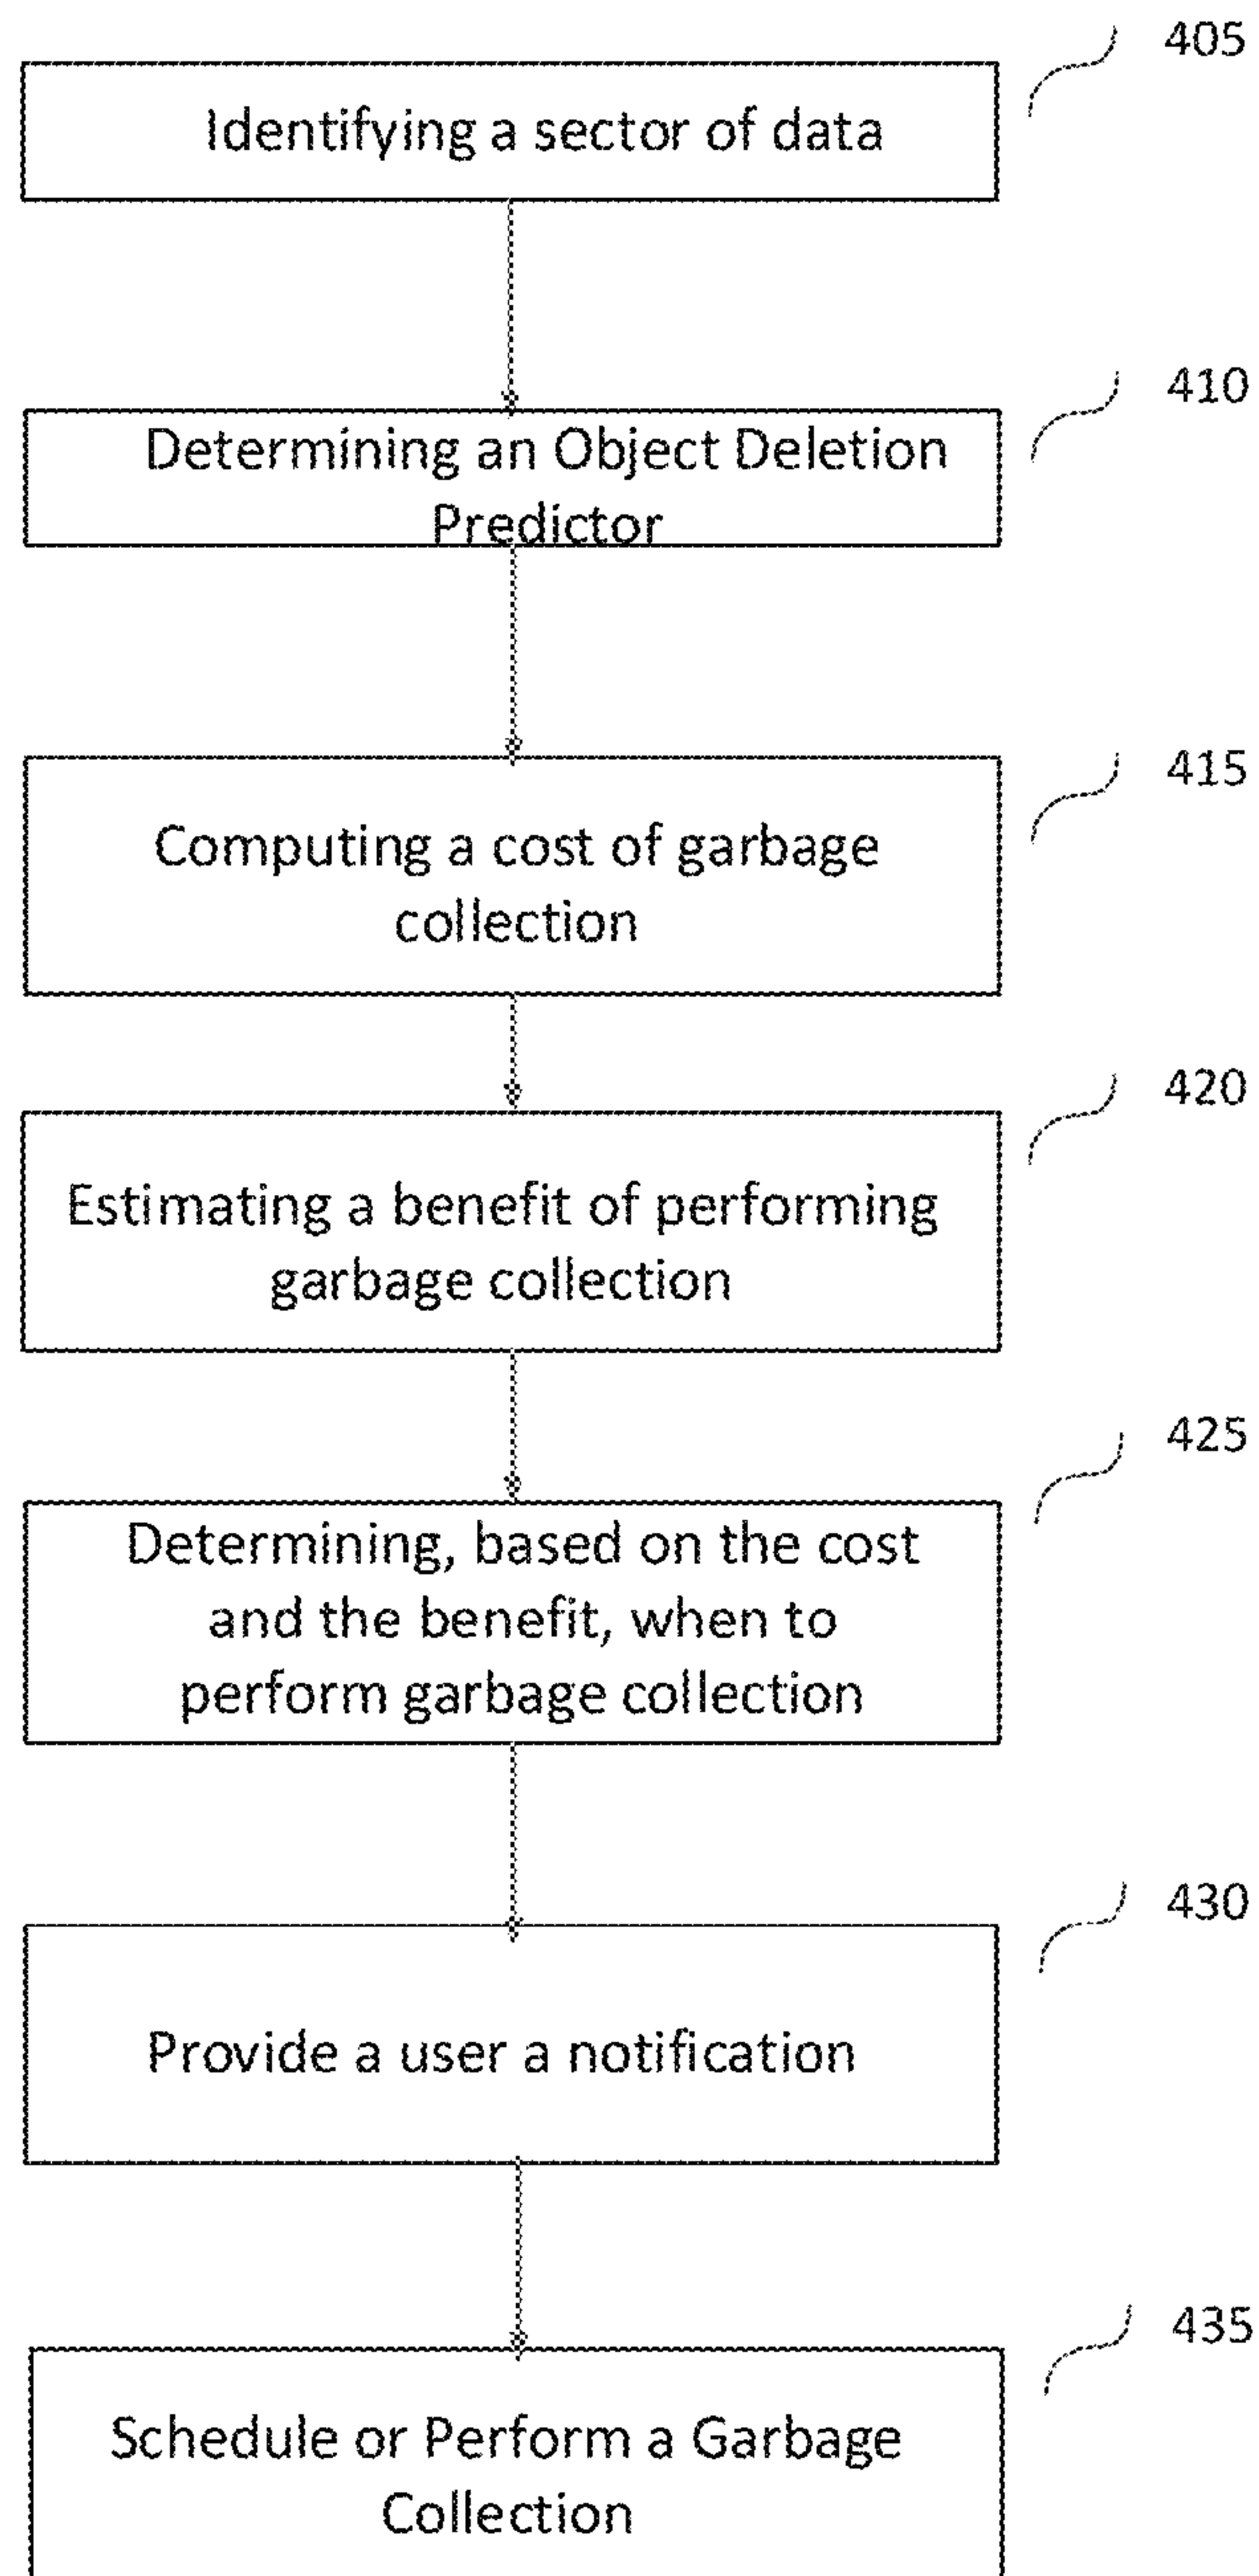 405
Identifying a sector of data
410
Determining an Object Deletion
Predictor
415
Computing a cost of garbage
collection
420
Estimating a benefit of performing
garbage collection
425
Determining, based on the cost
and the benefit, when to
perform garbage collection
430
Provide a user a notification
435
Schedule or Perform a Garbage
Collection